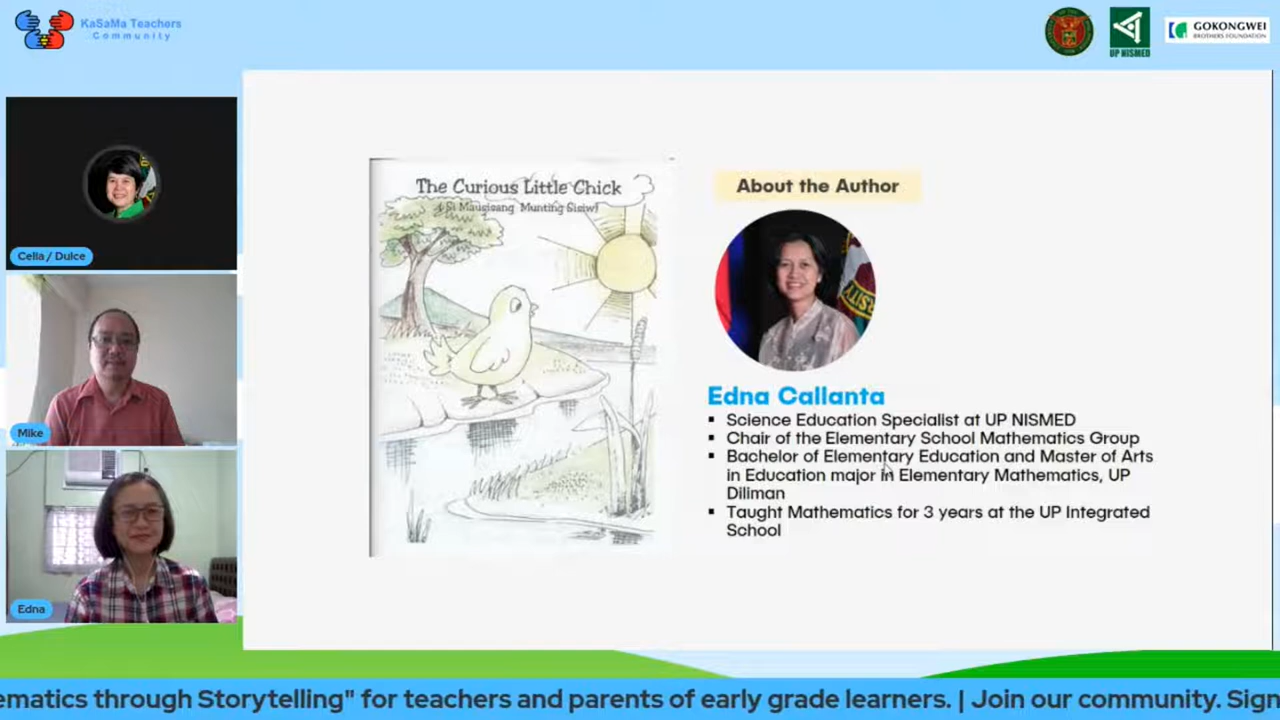 KaSaMa Teachers
Community
UP NISMED
GOKONGWEI
BROTHERS FOUNDATION
Celia / Dulce
Mike
Edna
The Curious Little Chick
Munting
About the Author
Edna Callanta
▪ Science Education Specialist at UP NISMED
▪ Chair of the Elementary School Mathematics Group
▪ Bachelor of Elementary Education and Master of Arts
in Education major in Elementary Mathematics, UP
Diliman
▪ Taught Mathematics for 3 years at the UP Integrated
School
ematics through Storytelling" for teachers and parents of early grade learners. | Join our community. Sign